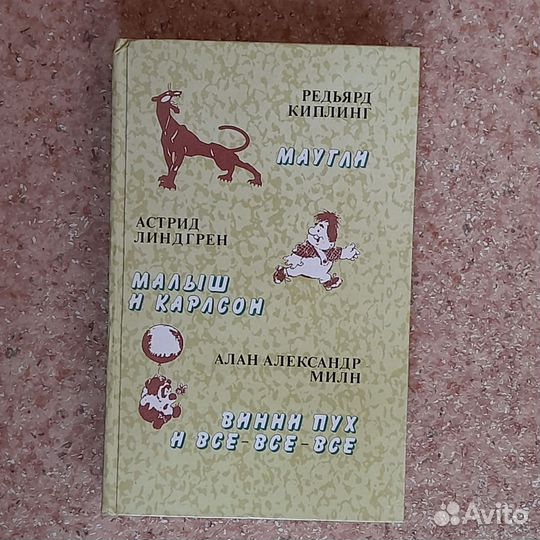 РЕДЬЯРД
КИПЛИНГ
МАУГЛИ
АСТРИД
ЛИНДГРЕН
МАЛЫШ
И КАРЛСОН
АЛАН АЛЕКСАНДР
МИЛН
ВИННИ ПУХ
И ВСЕ-ВСЕ-ВСЕ
Avito